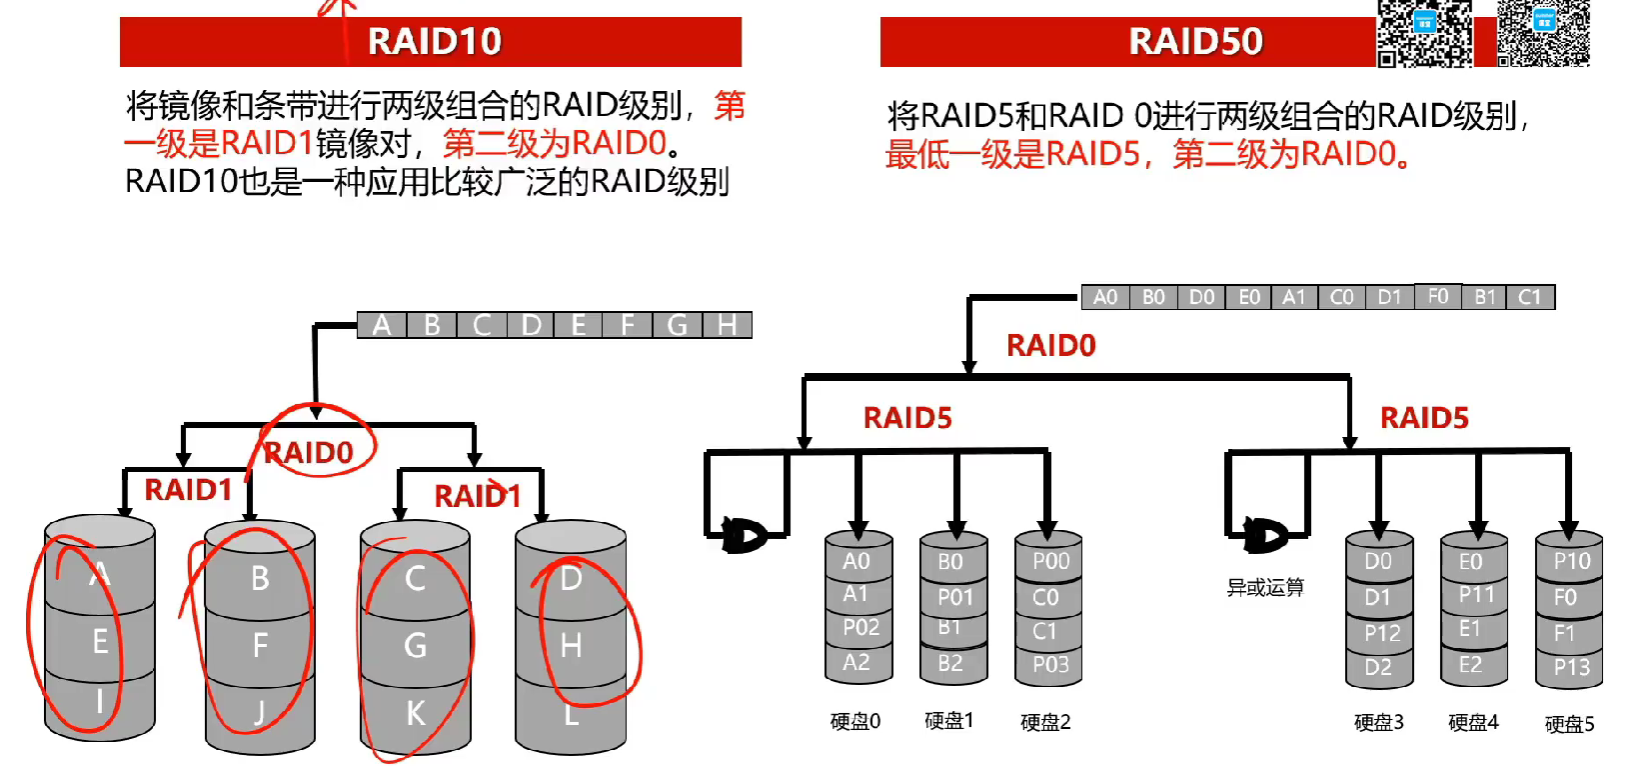 RAID10
将镜像和条带进行两级组合的RAID级别，第
一级是RAID1镜像对，第二级为RAID0。
RAID10也是一种应用比较广泛的RAID级别
A B C D E F G H
RAID0
RAID1
RAID1
A B C D
E F G H
I J K L
RAID50
将RAID5和RAID 0进行两级组合的RAID级别，
最低一级是RAID5，第二级为RAID0。
A0 B0 D0 E0 A1 C0 D1 F0 B1 C1
RAID0
RAID5
RAID5
异或运算
A0 B0 P00
A1 P01 C0
P02 B1 C1
A2 B2 P03
硬盘0 硬盘1 硬盘2
D0 E0 P10
D1 P11 F0
P12 E1 F1
D2 E2 P13
硬盘3 硬盘4 硬盘5